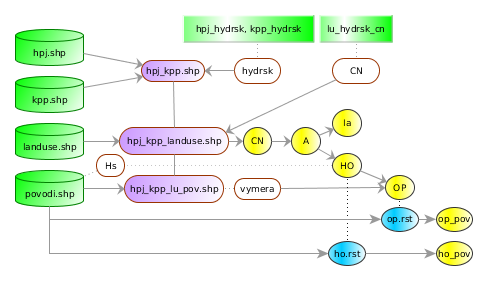 hpj_hydrsk, kpp_hydrsk
lu_hydrsk_cn
hpj.shp
hpj_kpp.shp
hydrsk
CN
kpp.shp
Ia
landuse.shp
hpj_kpp_landuse.shp
CN
A
Hs
HO
povodi.shp
hpj_kpp_lu_pov.shp
vymera
OP
op.rst
op_pov
ho.rst
ho_pov